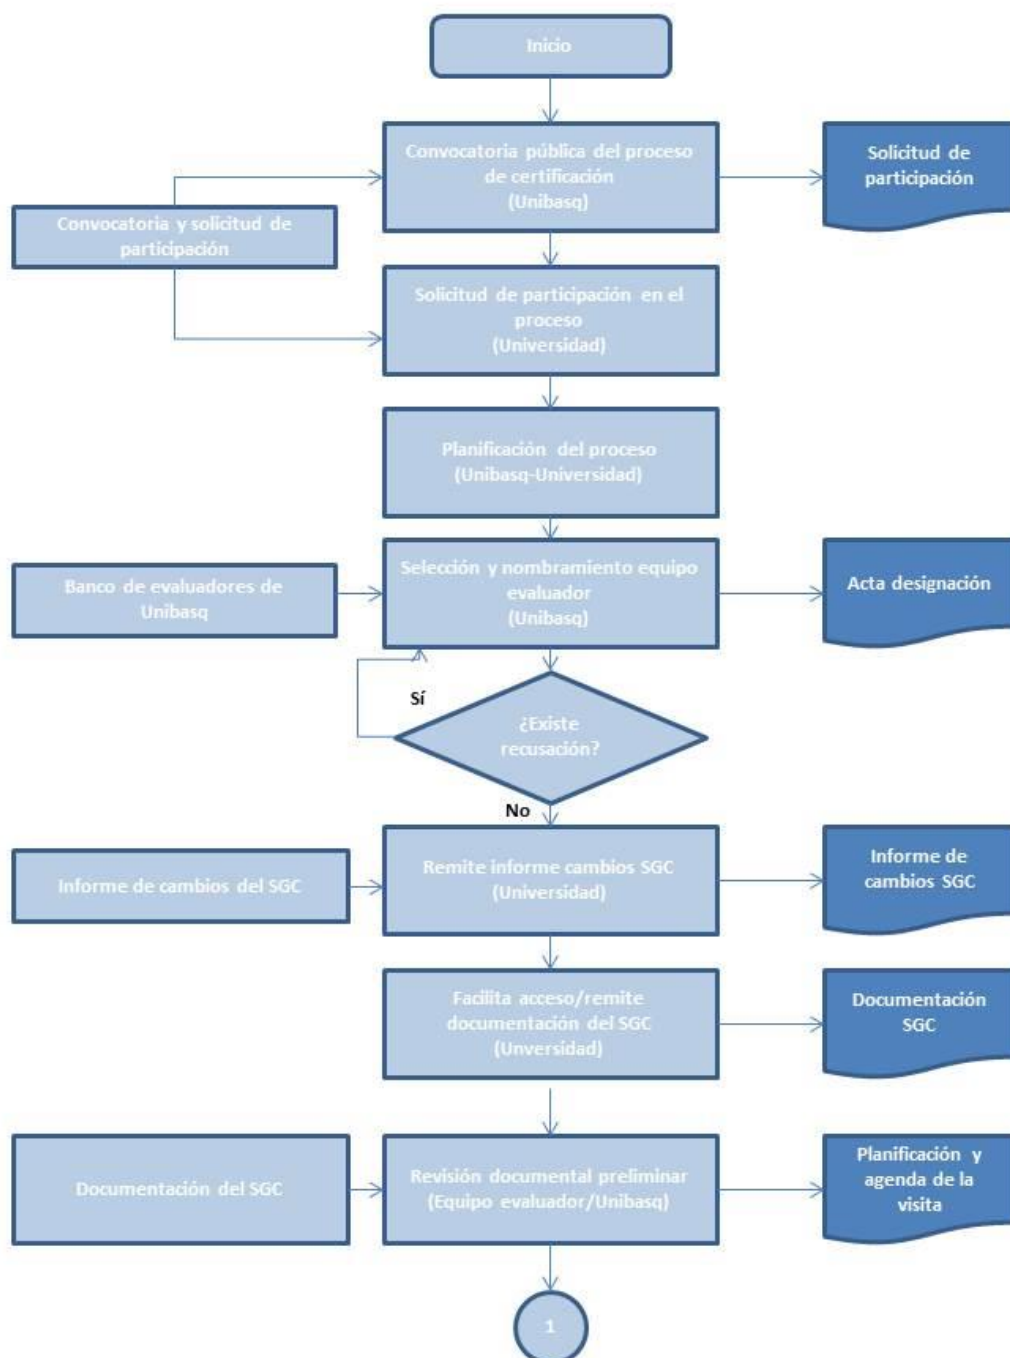 Inicio
Convocatoria pública del proceso
de certificación
(Unibasq)
Solicitud de
participación
Convocatoria y solicitud de
participación
Solicitud de participación en el
proceso
(Universidad)
Planificación del proceso
(Unibasq-Universidad)
Banco de evaluadores de
Unibasq
Selección y nombramiento equipo
evaluador
(Unibasq)
Acta designación
Sí
¿Existe
recusación?
No
Informe de cambios del SGC
Remite informe cambios SGC
(Universidad)
Informe de
cambios SGC
Facilita acceso/remite
documentación del SGC
(Unversidad)
Documentación
SGC
Documentación del SGC
Revisión documental preliminar
(Equipo evaluador/Unibasq)
Planificación y
agenda de la
visita
1